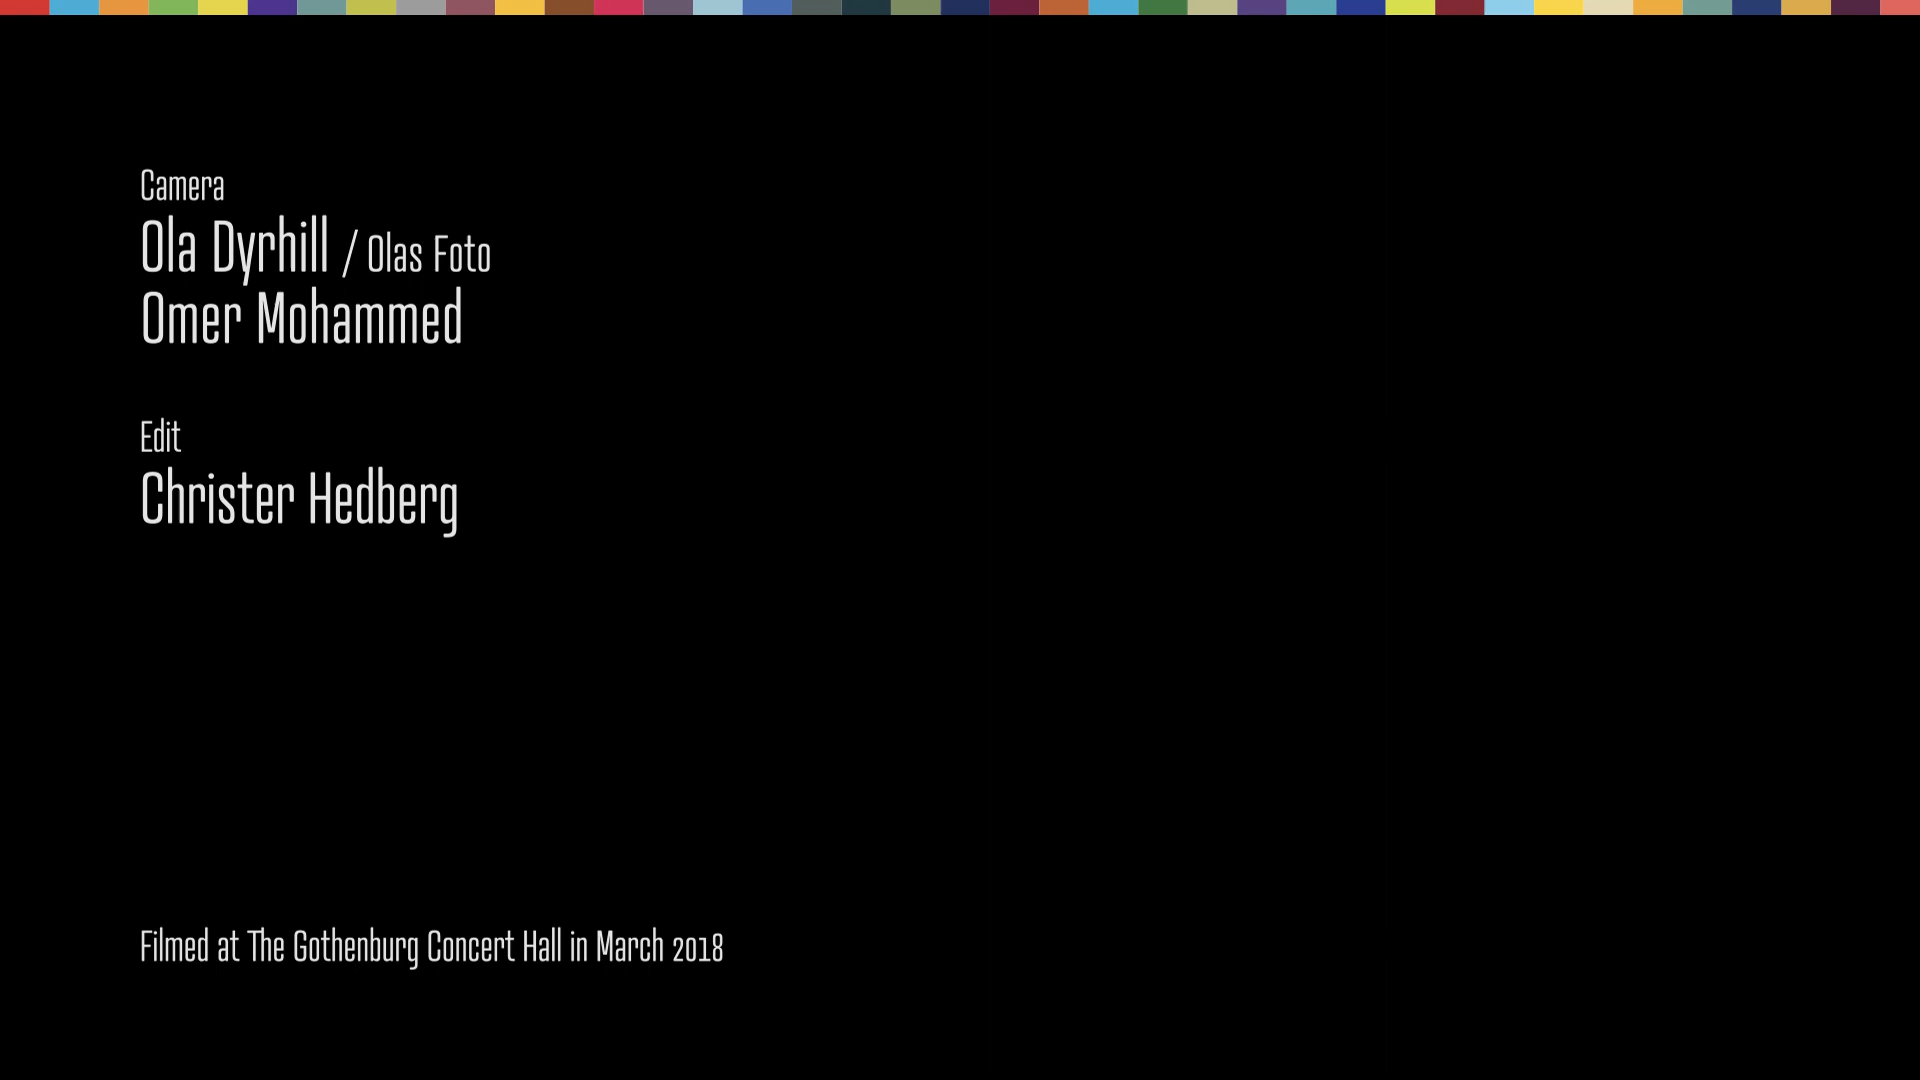 Camera
Ola Dyrhill / Olas Foto
Omer Mohammed
Edit
Christer Hedberg
Filmed at The Gothenburg Concert Hall in March 2018